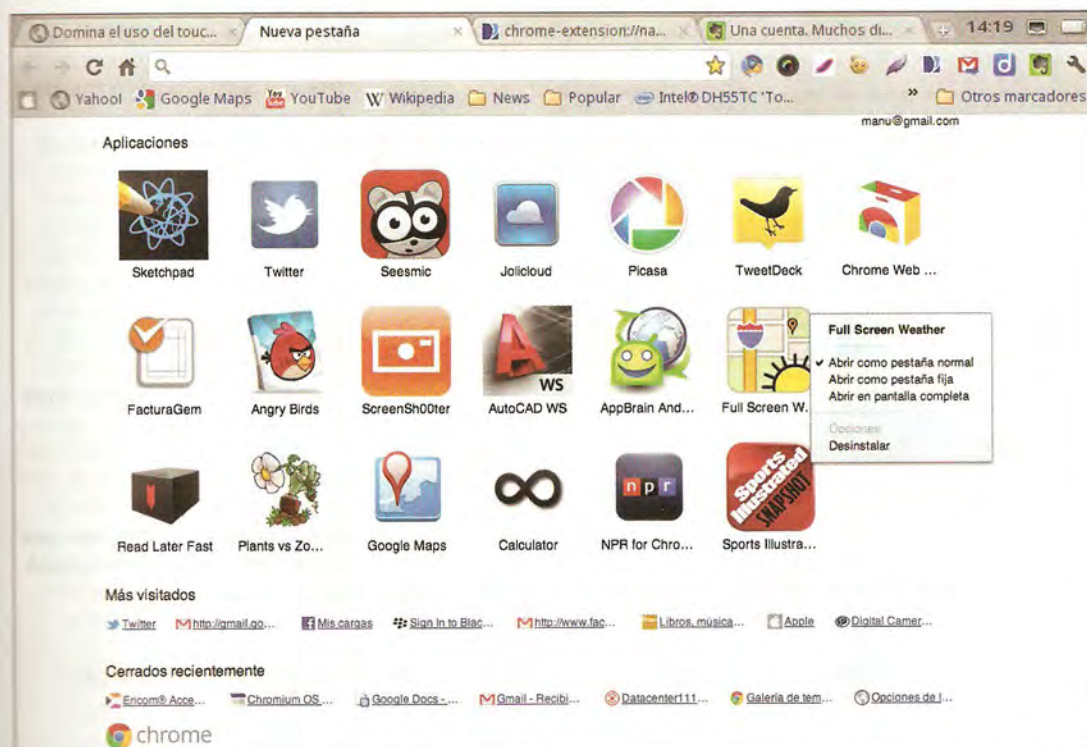 Domina el uso del touc...
Nueva pestaña
chrome-extension://na...
Una cuenta. Muchos di...
14:19
Yahoo!
Google Maps
YouTube
Wikipedia
News
Popular
Intel® DH55TC 'To...
»
Otros marcadores
manu@gmail.com
Aplicaciones
Sketchpad
Twitter
Seesmic
Jolicloud
Picasa
TweetDeck
Chrome Web ...
WS
FacturaGem
Angry Birds
ScreenSh00ter
AutoCAD WS
AppBrain And...
Full Screen W.
Full Screen Weather
✓ Abrir como pestaña normal
Abrir como pestaña fija
Abrir en pantalla completa
Opciones
Desinstalar
npr
Sports
Illustrated
SNAPSHOT
Read Later Fast
Plants vs Zo...
Google Maps
Calculator
NPR for Chro...
Sports Illustra...
Más visitados
Twitter
http://gmail.go...
Mis cargas
Sign In to Blac...
http://www.fac...
Libros, música...
Apple
Digital Camer...
Cerrados recientemente
Ericom® Acce...
Chromium OS ...
Google Docs - ...
Gmail - Recibi...
Datacenter111...
Galería de tem...
Opciones de l...
chrome